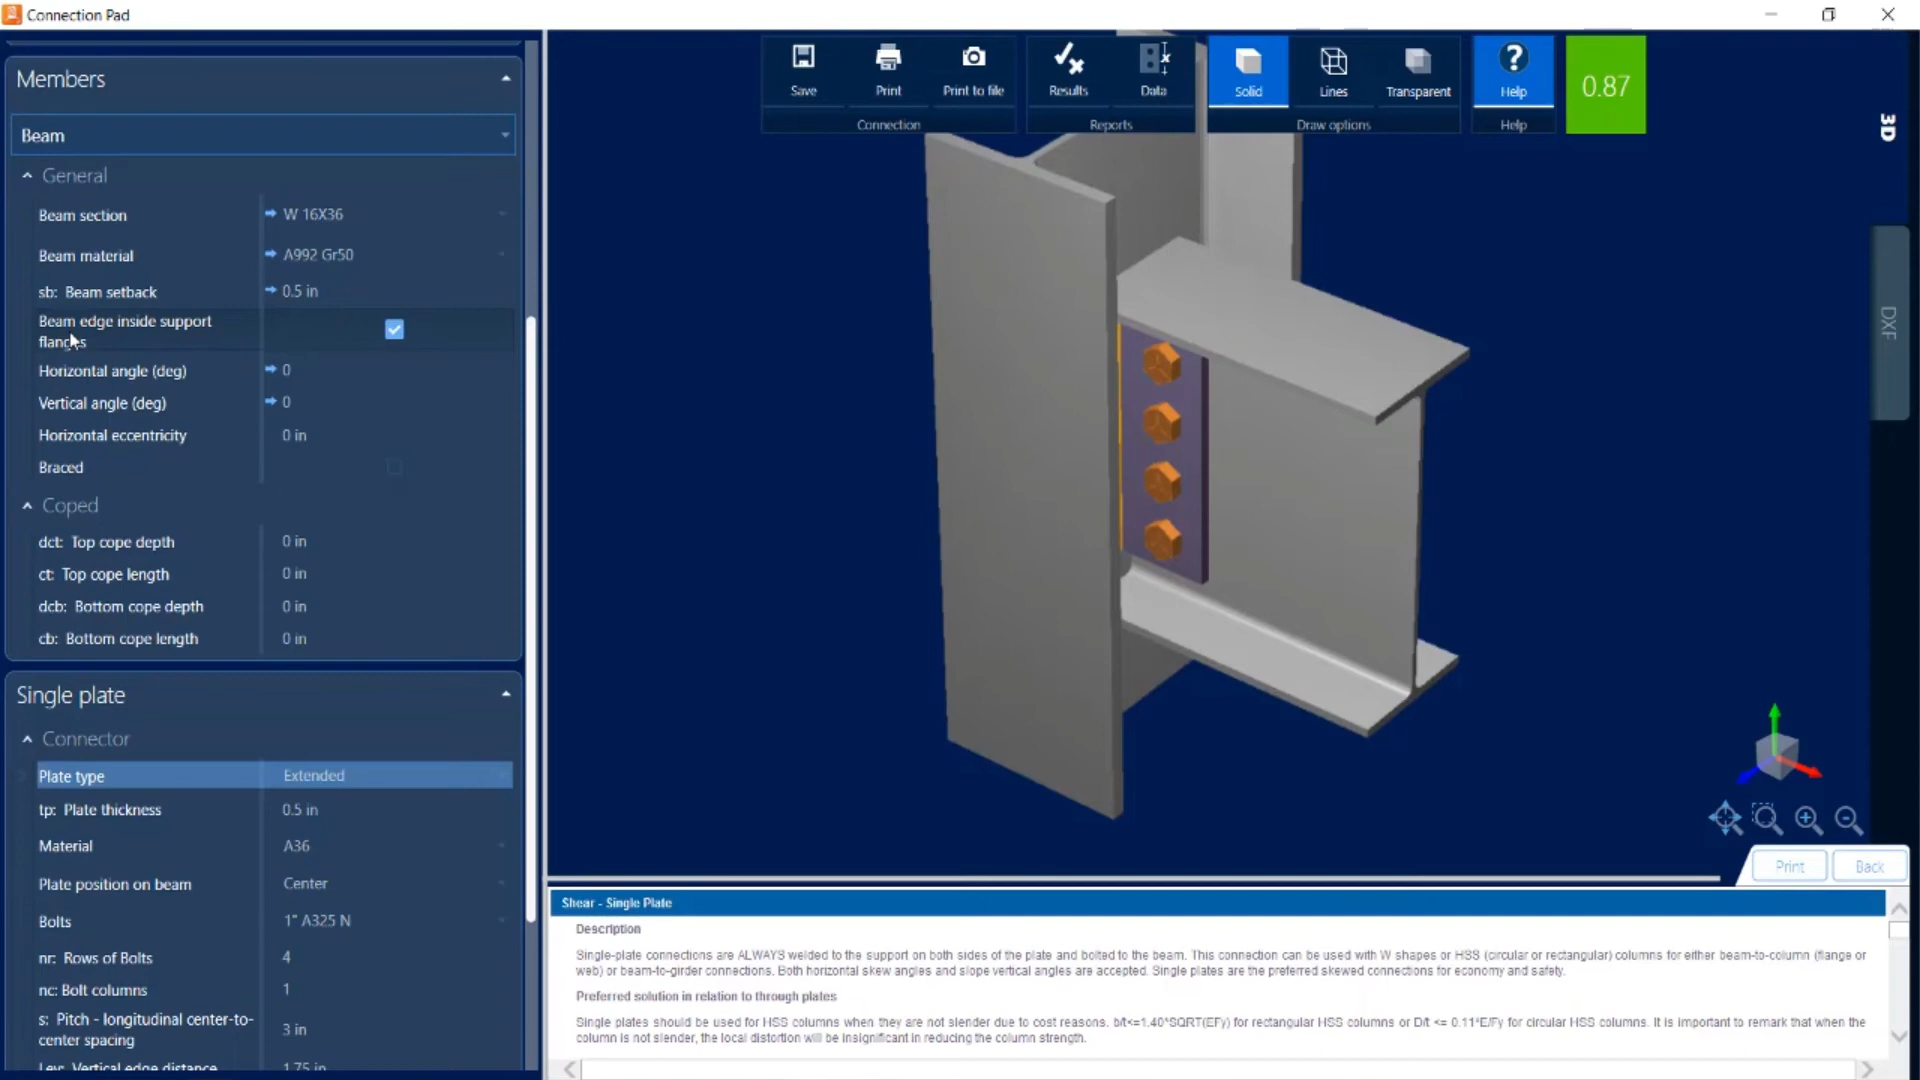 Connection Pad
Members
Beam
General
Beam section W 16X36
Beam material A992 Gr50
sb: Beam setback 0.5 in
Beam edge inside support
flanges
Horizontal angle (deg) 0
Vertical angle (deg) 0
Horizontal eccentricity 0 in
Braced
Coped
dct: Top cope depth 0 in
ct: Top cope length 0 in
dcb: Bottom cope depth 0 in
cb: Bottom cope length 0 in
Single plate
Connector
Plate type Extended
tp: Plate thickness 0.5 in
Material A36
Plate position on beam Center
Bolts 1" A325 N
nr: Rows of Bolts 4
nc: Bolt columns 1
s: Pitch - longitudinal center-to-
center spacing 3 in
Lev: Vertical edge distance 1.75 in
Save Print Print to file
Connection
Results Data
Reports
Solid Lines Transparent
Draw options
Help
Help
0.87
3D
DXF
Print Back
Shear - Single Plate
Description
Single-plate connections are ALWAYS welded to the support on both sides of the plate and bolted to the beam. This connection can be used with W shapes or HSS (circular or rectangular) columns for either beam-to-column (flange or
web) or beam-to-girder connections. Both horizontal skew angles and slope vertical angles are accepted. Single plates are the preferred skewed connections for economy and safety.
Preferred solution in relation to through plates
Single plates should be used for HSS columns when they are not slender due to cost reasons. b/t<=1.40*SQRT(EFy) for rectangular HSS columns or D/t <= 0.11*E/Fy for circular HSS columns. It is important to remark that when the
column is not slender, the local distortion will be insignificant in reducing the column strength.